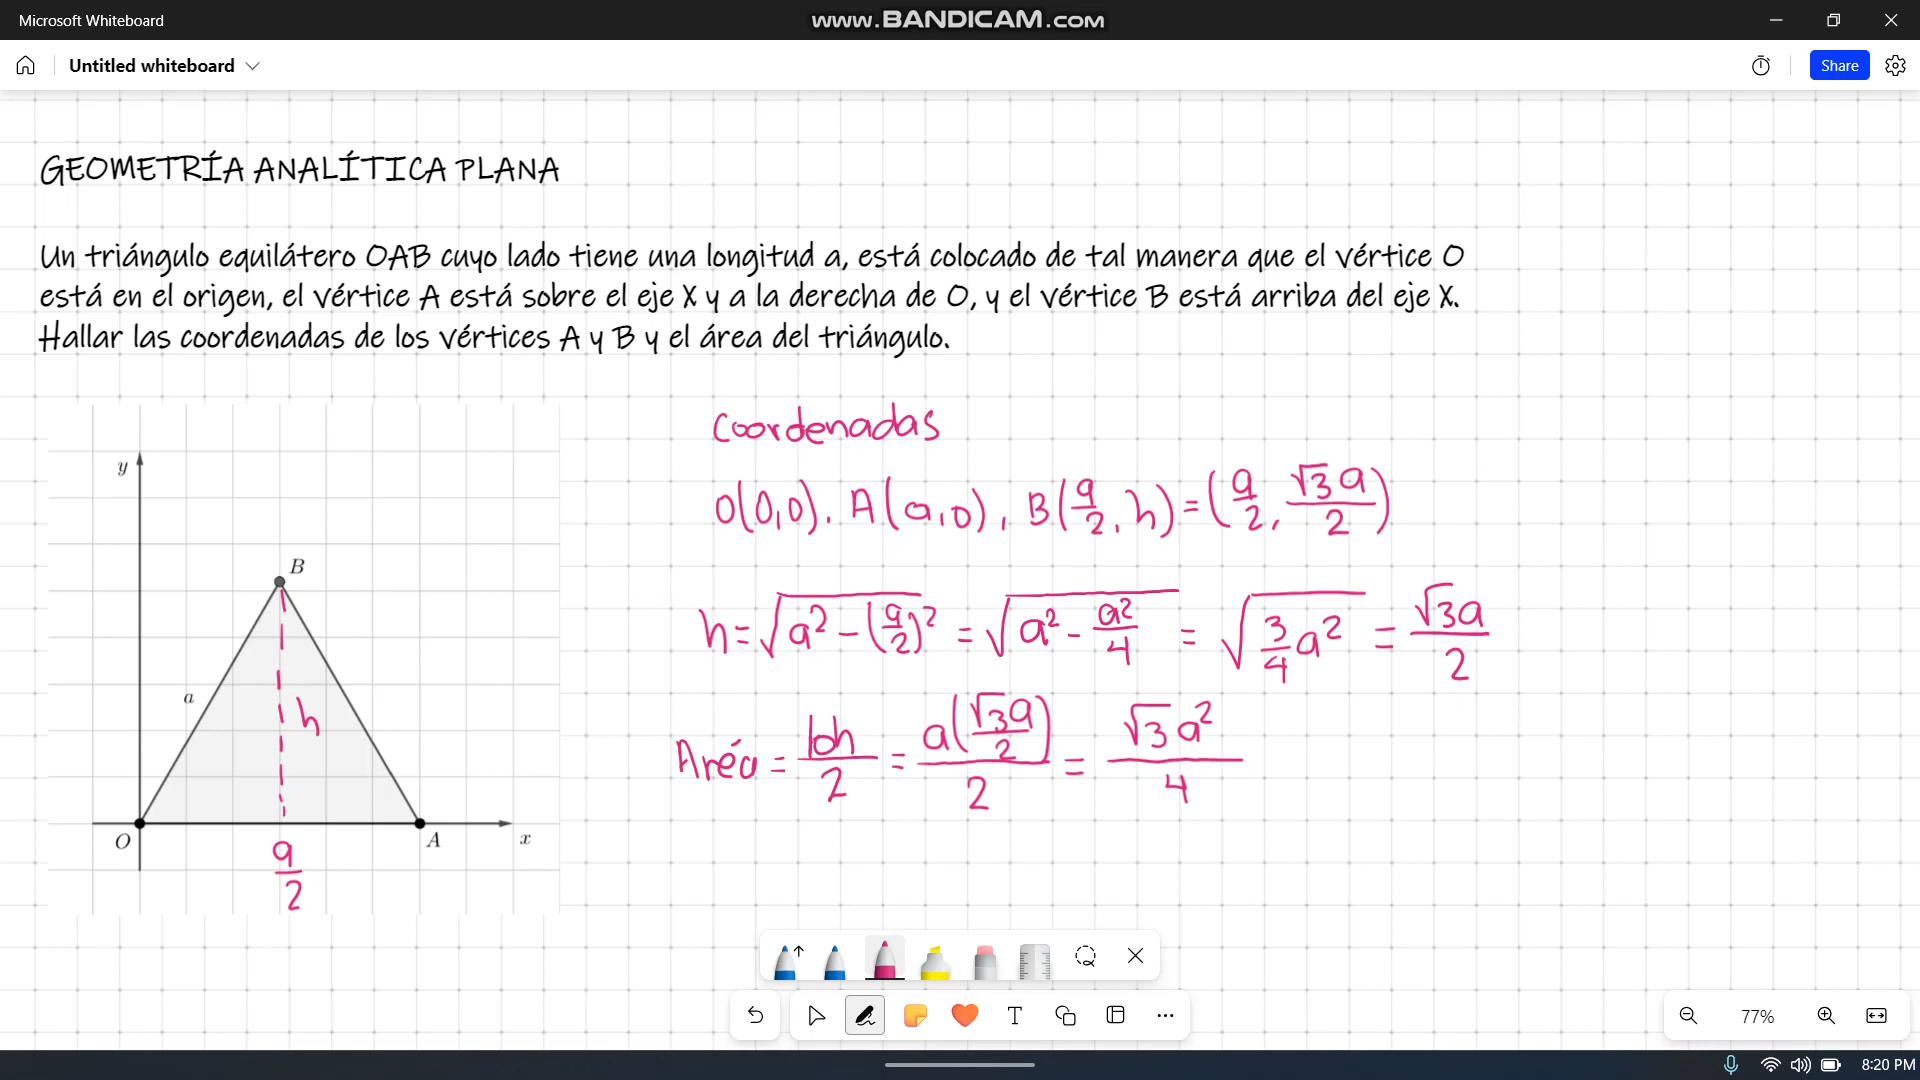 Microsoft Whiteboard
www.BANDICAM.com
Untitled whiteboard
Share
GEOMETRÍA ANALÍTICA PLANA
Un triángulo equilátero OAB cuyo lado tiene una longitud a, está colocado de tal manera que el vértice O
está en el origen, el vértice A está sobre el eje X y a la derecha de O, y el vértice B está arriba del eje X.
Hallar las coordenadas de los vértices A y B y el área del triángulo.
Coordenadas
O(0,0), A(a,0), B(a/2, h) = (a/2, √3a/2)
h = √(a² - (a/2)²) = √(a² - a²/4) = √(3/4 a²) = √3a/2
Aréa = bh/2 = a(√3a/2)/2 = √3a²/4
y
B
a
h
O
A
x
a/2
77%
8:20 PM